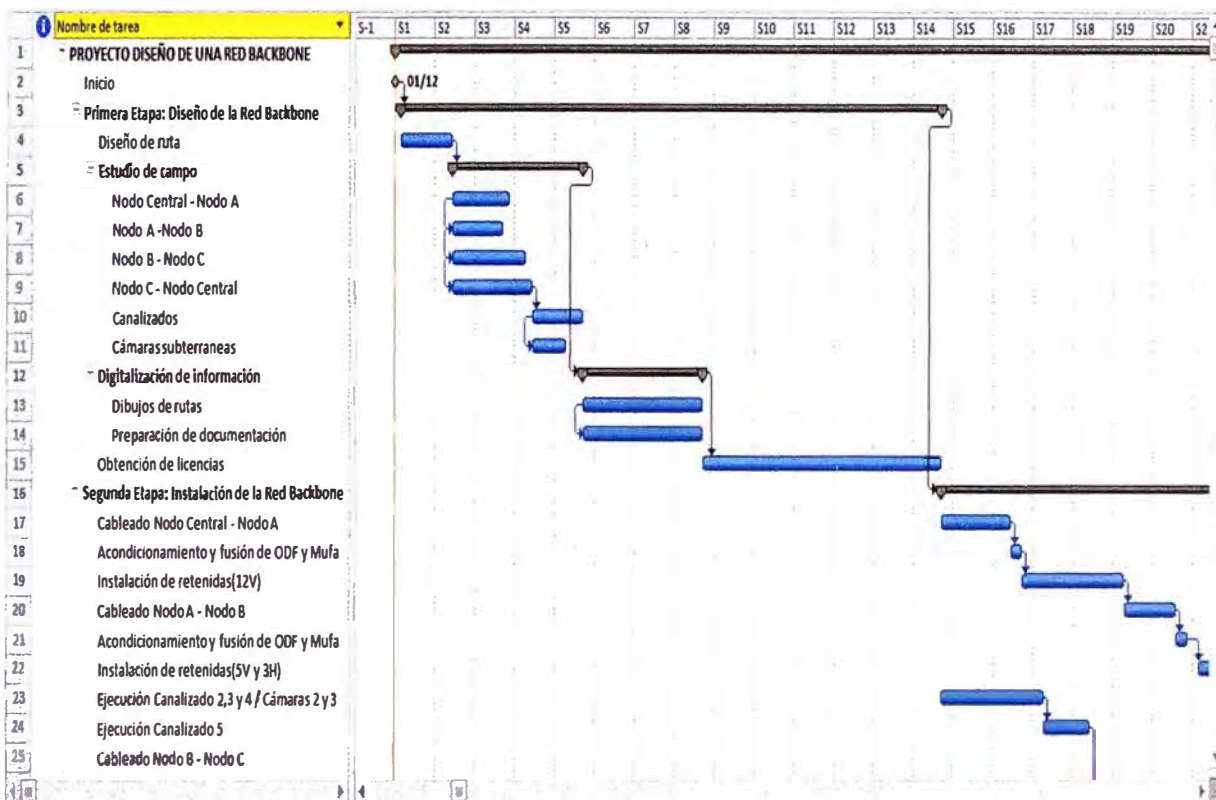 Nombre de tarea
S-1 S1 S2 S3 S4 S5 S6 S7 S8 S9 S10 S11 S12 S13 S14 S15 S16 S17 S18 S19 S20 S2
1 PROYECTO DISEÑO DE UNA RED BACKBONE
2 Inicio 01/12
3 Primera Etapa: Diseño de la Red Backbone
4 Diseño de ruta
5 Estudio de campo
6 Nodo Central - Nodo A
7 Nodo A -Nodo B
8 Nodo B - Nodo C
9 Nodo C - Nodo Central
10 Canalizados
11 Cámaras subterraneas
12 Digitalización de información
13 Dibujos de rutas
14 Preparación de documentación
15 Obtención de licencias
16 Segunda Etapa: Instalación de la Red Backbone
17 Cableado Nodo Central - Nodo A
18 Acondicionamiento y fusión de ODF y Mufa
19 Instalación de retenidas(12V)
20 Cableado Nodo A - Nodo B
21 Acondicionamiento y fusión de ODF y Mufa
22 Instalación de retenidas(5V y 3H)
23 Ejecución Canalizado 2,3 y 4 / Cámaras 2 y 3
24 Ejecución Canalizado 5
25 Cableado Nodo B - Nodo C